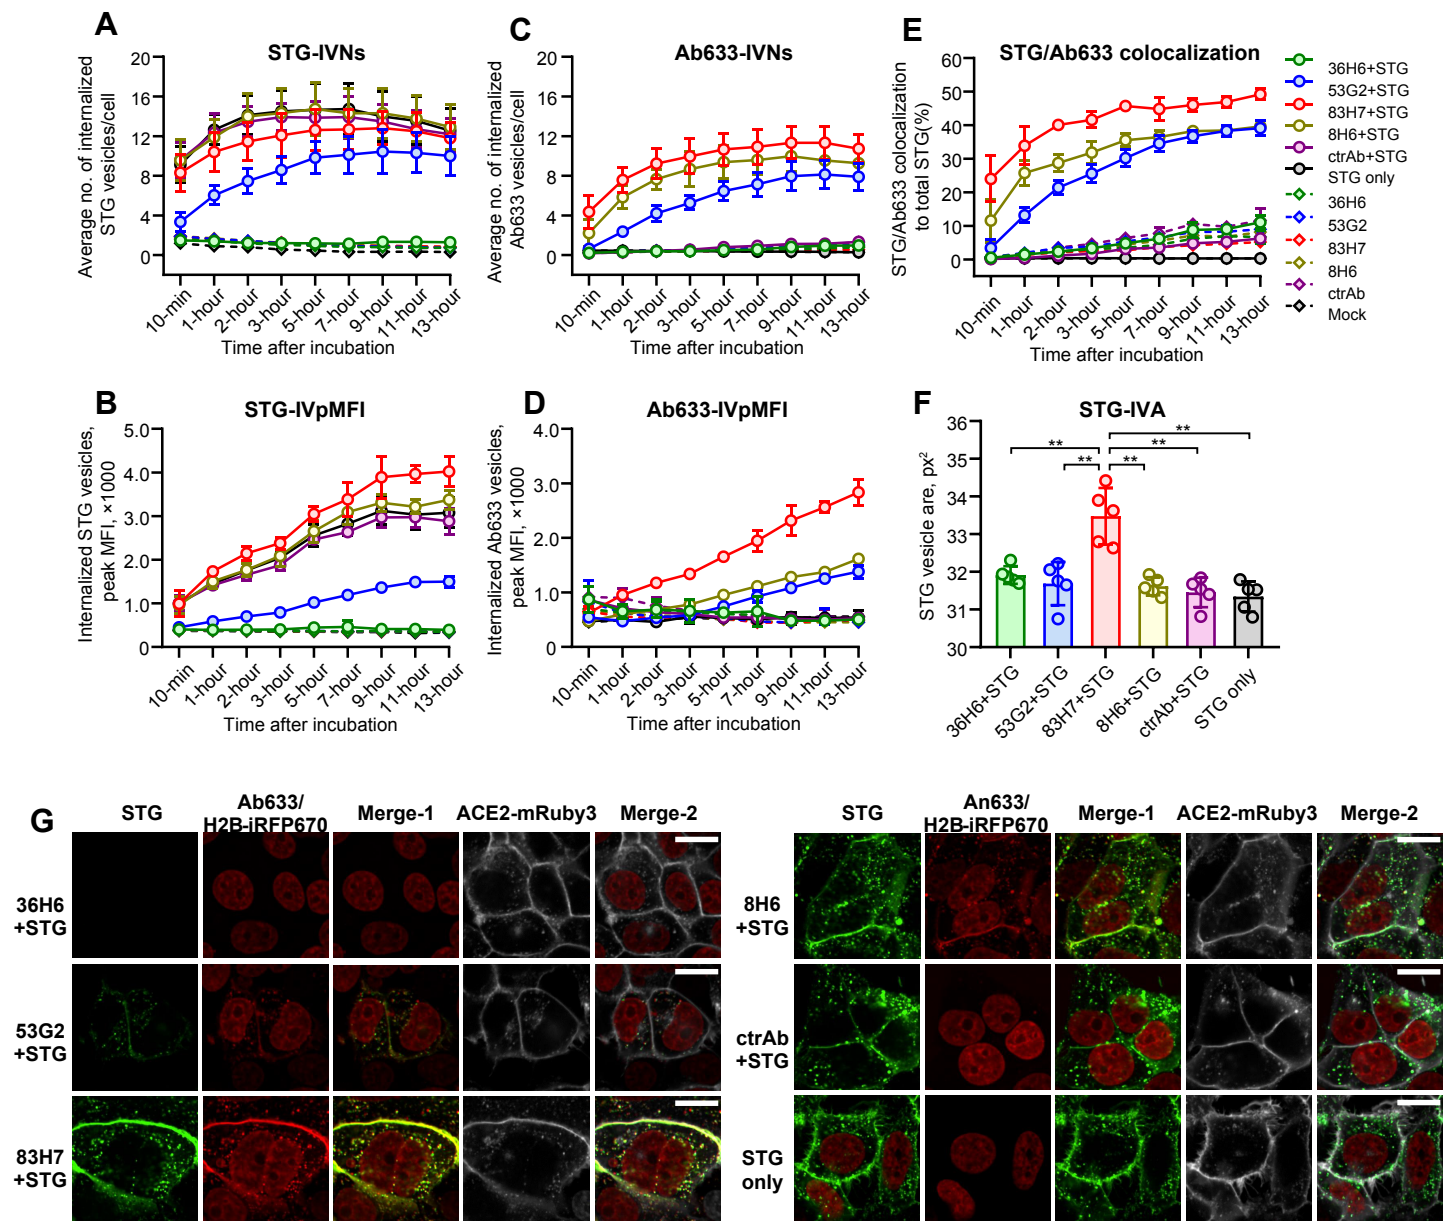 A
STG-IVNs
Average no. of internalized
STG vesicles/cell
20
16
12
8
4
0
10-min
1-hour
2-hour
3-hour
5-hour
7-hour
9-hour
11-hour
13-hour
Time after incubation
C
Ab633-IVNs
Average no. of internalized
Ab633 vesicles/cell
20
16
12
8
4
0
10-min
1-hour
2-hour
3-hour
5-hour
7-hour
9-hour
11-hour
13-hour
Time after incubation
E
STG/Ab633 colocalization
STG/Ab633 colocalization
to total STG(%)
60
50
40
30
20
10
0
10-min
1-hour
2-hour
3-hour
5-hour
7-hour
9-hour
11-hour
13-hour
Time after incubation
36H6+STG
53G2+STG
83H7+STG
8H6+STG
ctrAb+STG
STG only
36H6
53G2
83H7
8H6
ctrAb
Mock
B
STG-IVpMFI
Internalized STG vesicles,
peak MFI, ×1000
5.0
4.0
3.0
2.0
1.0
0
10-min
1-hour
2-hour
3-hour
5-hour
7-hour
9-hour
11-hour
13-hour
Time after incubation
D
Ab633-IVpMFI
Internalized Ab633 vesicles,
peak MFI, ×1000
4.0
3.0
2.0
1.0
0
10-min
1-hour
2-hour
3-hour
5-hour
7-hour
9-hour
11-hour
13-hour
Time after incubation
F
STG-IVA
STG vesicle are, px²
36
35
33
32
31
30
**
**
**
**
**
36H6+STG
53G2+STG
83H7+STG
8H6+STG
ctrAb+STG
STG only
G
STG
Ab633/
H2B-iRFP670
Merge-1
ACE2-mRuby3
Merge-2
36H6
+STG
53G2
+STG
83H7
+STG
STG
An633/
H2B-iRFP670
Merge-1
ACE2-mRuby3
Merge-2
8H6
+STG
ctrAb
+STG
STG
only